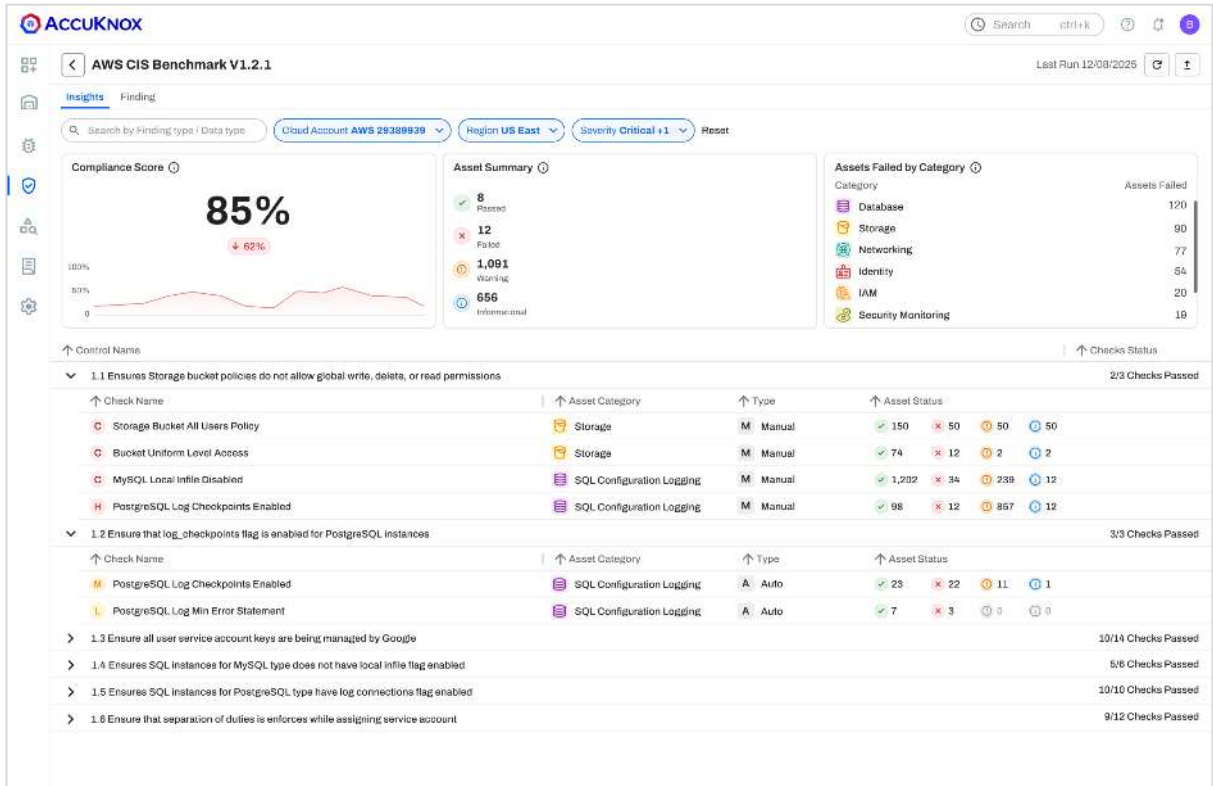 ACCUKNOX
Search ctrl+k
B
AWS CIS Benchmark V1.2.1
Last Run 12/08/2025
Insights Finding
Search by Finding type / Data type
Cloud Account AWS 29389939
Region US East
Severity Critical +1
Reset
Compliance Score
85%
62%
100%
50%
0
Asset Summary
8
Passed
12
Failed
1,091
Warning
656
Informational
Assets Failed by Category
Category Assets Failed
Database 120
Storage 90
Networking 77
Identity 54
IAM 20
Security Monitoring 19
Control Name Checks Status
1.1 Ensures Storage bucket policies do not allow global write, delete, or read permissions 2/3 Checks Passed
Check Name Asset Category Type Asset Status
C Storage Bucket All Users Policy Storage M Manual 150 50 50 50
C Bucket Uniform Level Access Storage M Manual 74 12 2 2
C MySQL Local Infile Disabled SQL Configuration Logging M Manual 1,202 34 239 12
H PostgreSQL Log Checkpoints Enabled SQL Configuration Logging M Manual 98 12 867 12
1.2 Ensure that log_checkpoints flag is enabled for PostgreSQL instances 3/3 Checks Passed
Check Name Asset Category Type Asset Status
M PostgreSQL Log Checkpoints Enabled SQL Configuration Logging A Auto 23 22 11 1
L PostgreSQL Log Min Error Statement SQL Configuration Logging A Auto 7 3 0 0
1.3 Ensure all user service account keys are being managed by Google 10/14 Checks Passed
1.4 Ensures SQL instances for MySQL type does not have local infile flag enabled 5/6 Checks Passed
1.5 Ensures SQL instances for PostgreSQL type have log connections flag enabled 10/10 Checks Passed
1.6 Ensure that separation of duties is enforces while assigning service account 9/12 Checks Passed